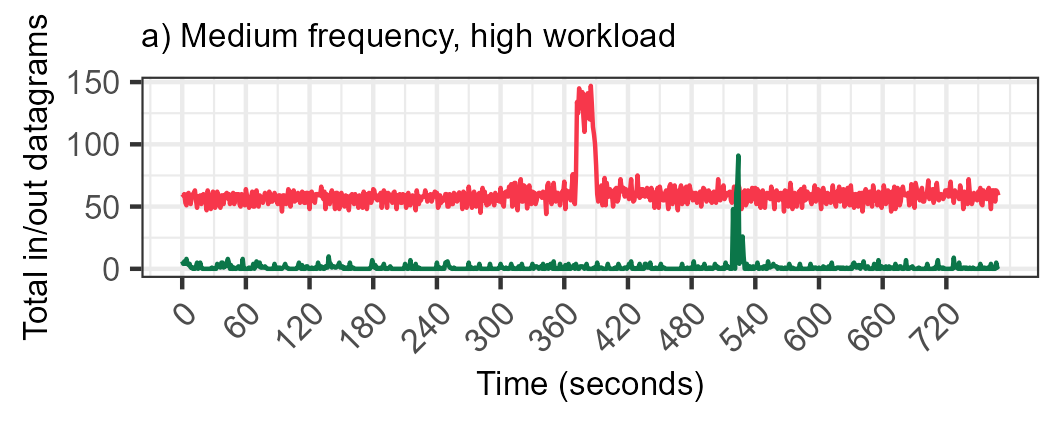 a) Medium frequency, high workload
Total in/out datagrams
150
100
50
0
0 60 120 180 240 300 360 420 480 540 600 660 720
Time (seconds)